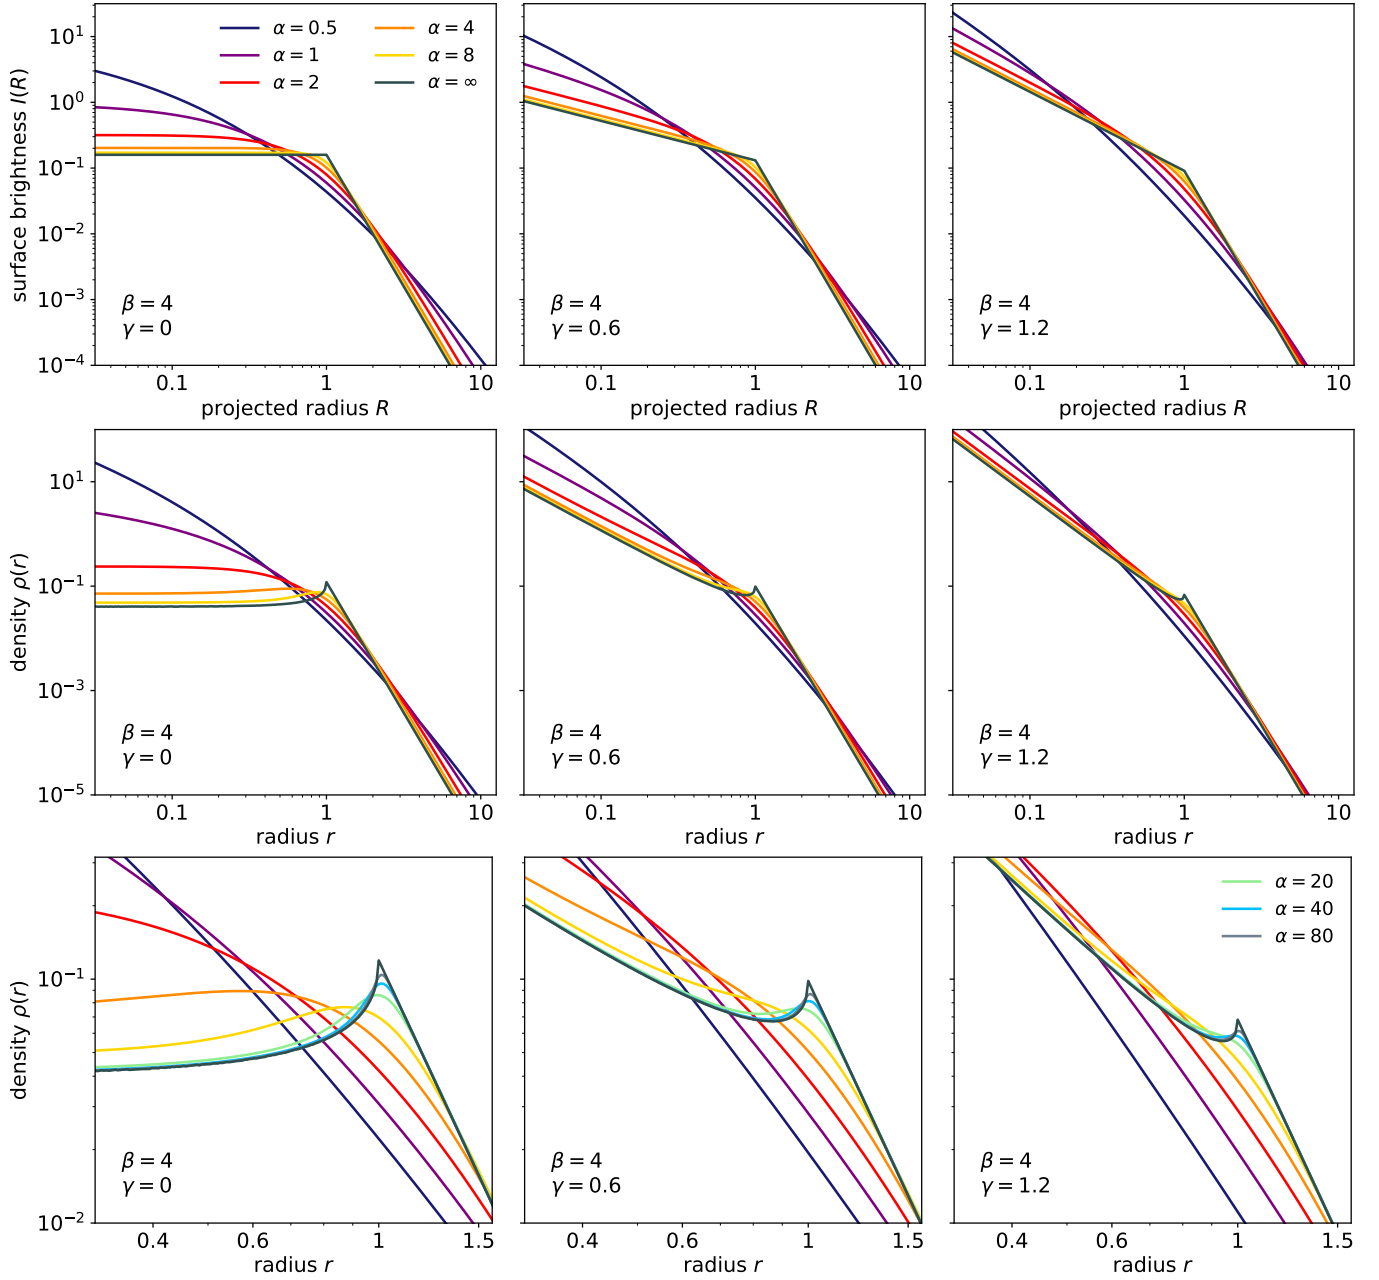 surface brightness I(R)
10¹
10⁰
10⁻¹
10⁻²
10⁻³
10⁻⁴
α = 0.5
α = 1
α = 2
α = 4
α = 8
α = ∞
β = 4
γ = 0
0.1 1 10
projected radius R
β = 4
γ = 0.6
0.1 1 10
projected radius R
β = 4
γ = 1.2
0.1 1 10
projected radius R
density ρ(r)
10¹
10⁻¹
10⁻³
10⁻⁵
β = 4
γ = 0
0.1 1 10
radius r
β = 4
γ = 0.6
0.1 1 10
radius r
β = 4
γ = 1.2
0.1 1 10
radius r
density ρ(r)
10⁻¹
10⁻²
β = 4
γ = 0
0.4 0.6 1 1.5
radius r
β = 4
γ = 0.6
0.4 0.6 1 1.5
radius r
α = 20
α = 40
α = 80
β = 4
γ = 1.2
0.4 0.6 1 1.5
radius r